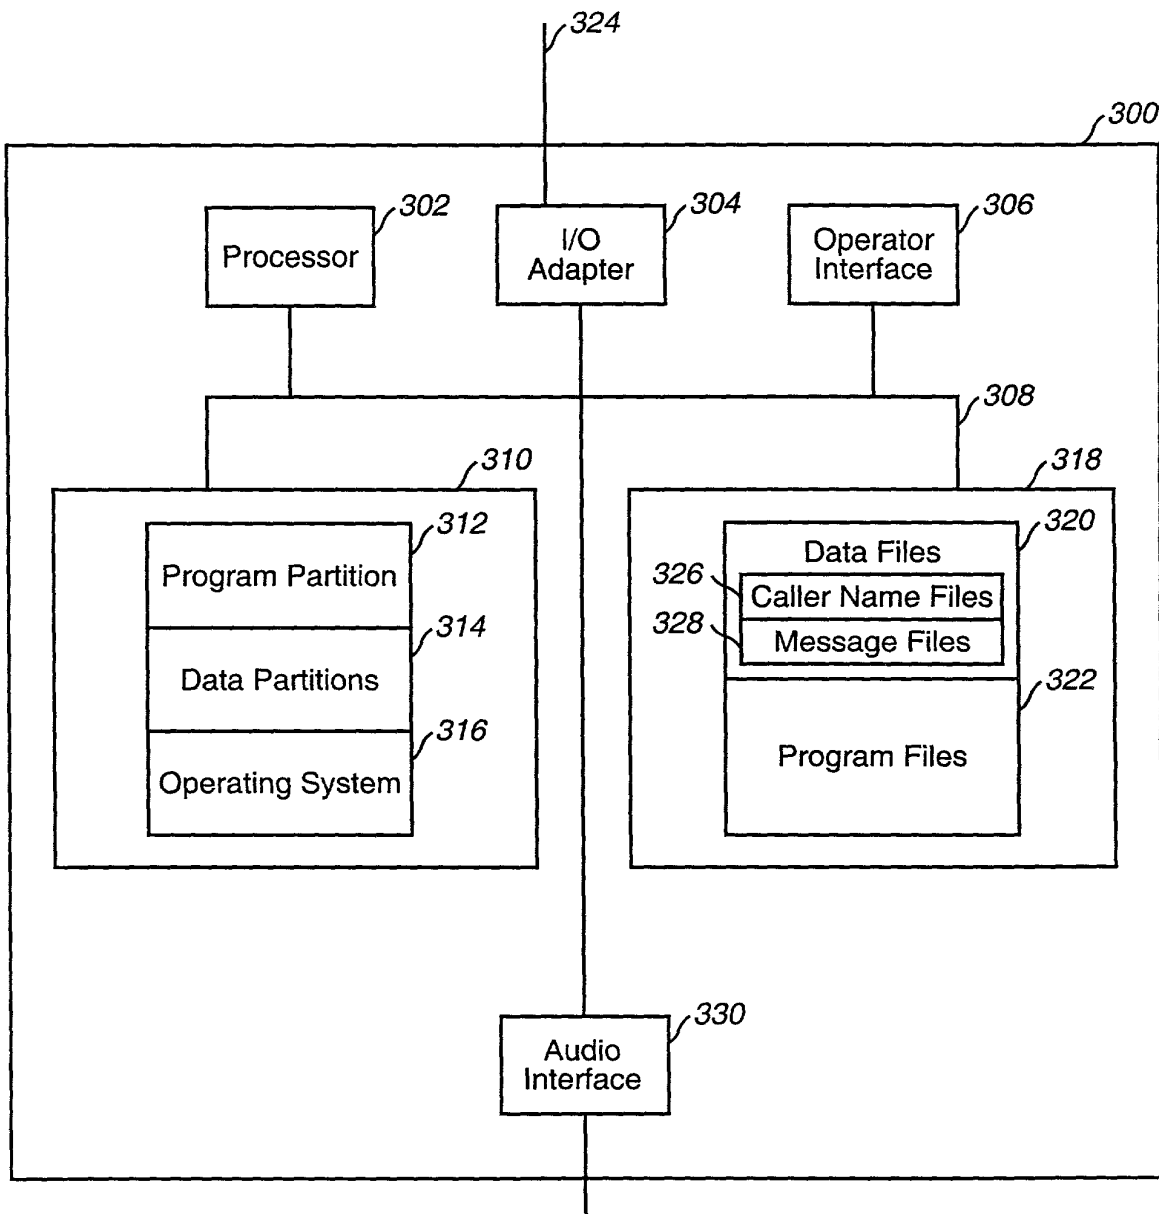 324
300
302
304
306
Processor
I/O
Adapter
Operator
Interface
308
310
318
312
320
Program Partition
Data Files
326
Caller Name Files
314
328
Message Files
Data Partitions
322
316
Operating System
Program Files
330
Audio
Interface